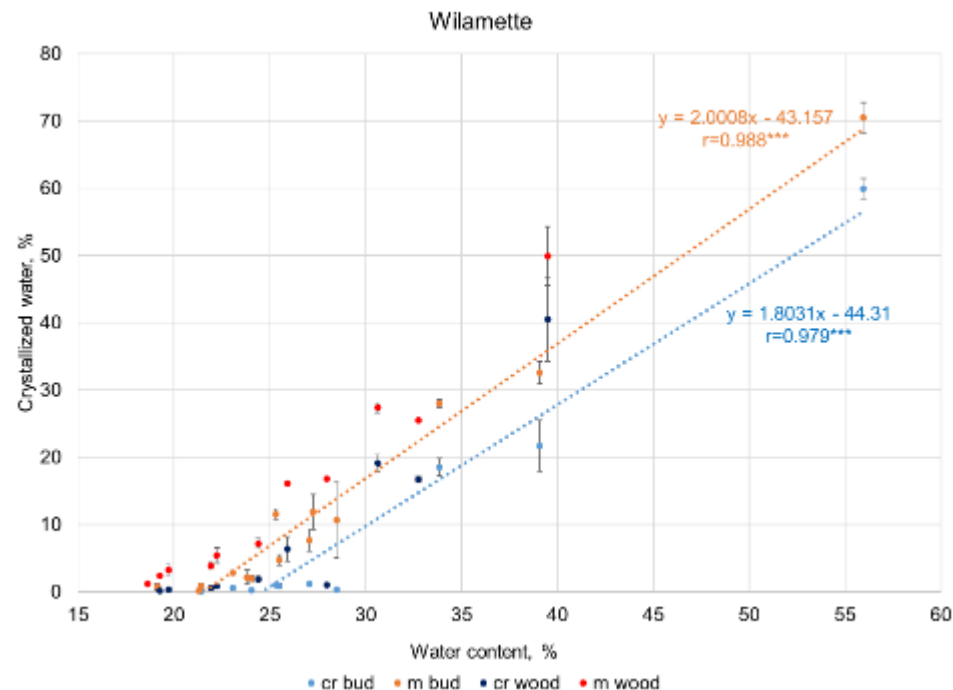 Wilamette
80
70
60
50
40
30
20
10
0
Crystallized water, %
y = 2.0008x - 43.157
r=0.988***
y = 1.8031x - 44.31
r=0.979***
15 20 25 30 35 40 45 50 55 60
Water content, %
cr bud m bud cr wood m wood